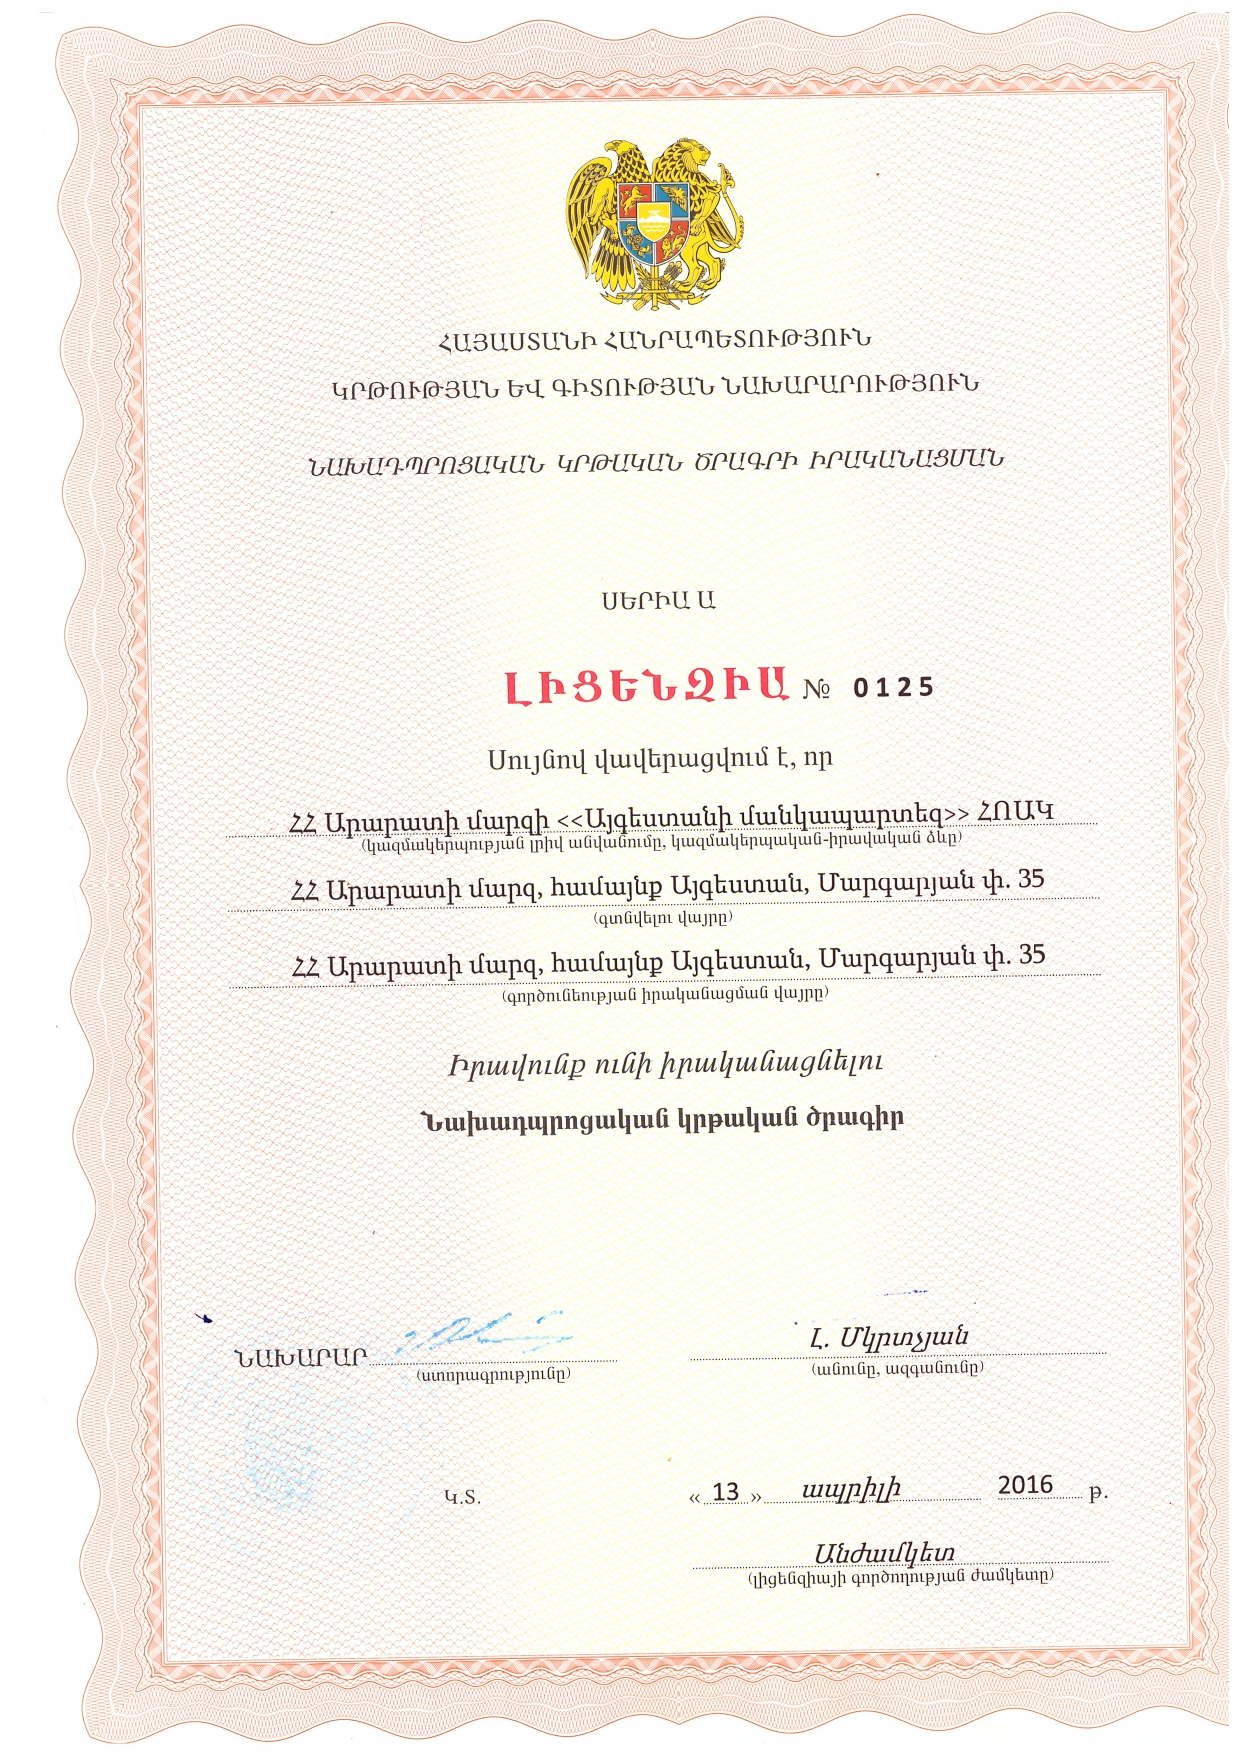 ՀԱՅԱՍՏԱՆԻ ՀԱՆՐԱՊԵՏՈՒԹՅՈՒՆ
ԿՐԹՈՒԹՅԱՆ ԵՎ ԳԻՏՈՒԹՅԱՆ ՆԱԽԱՐԱՐՈՒԹՅՈՒՆ
ՆԱԽԱԴՊՐՈՑԱԿԱՆ ԿՐԹԱԿԱՆ ԾՐԱԳՐԻ ԻՐԱԿԱՆԱՑՄԱՆ
ՍԵՐԻԱ Ա
ԼԻՑԵՆԶԻԱ № 0125
Սույնով վավերացվում է, որ
ՀՀ Արարատի մարզի <<Այգեստանի մանկապարտեզ>> ՀՈԱԿ
(կազմակերպության լրիվ անվանումը, կազմակերպական-իրավական ձևը)
ՀՀ Արարատի մարզ, համայնք Այգեստան, Մարգարյան փ. 35
(գտնվելու վայրը)
ՀՀ Արարատի մարզ, համայնք Այգեստան, Մարգարյան փ. 35
(գործունեության իրականացման վայրը)
Իրավունք ունի իրականացնելու
Նախադպրոցական կրթական ծրագիր
ՆԱԽԱՐԱՐ Լ. Մկրտչյան
(ստորագրությունը) (անունը, ազգանունը)
Կ.Տ. « 13 » ապրիլի 2016 թ.
Անժամկետ
(լիցենզիայի գործողության ժամկետը)